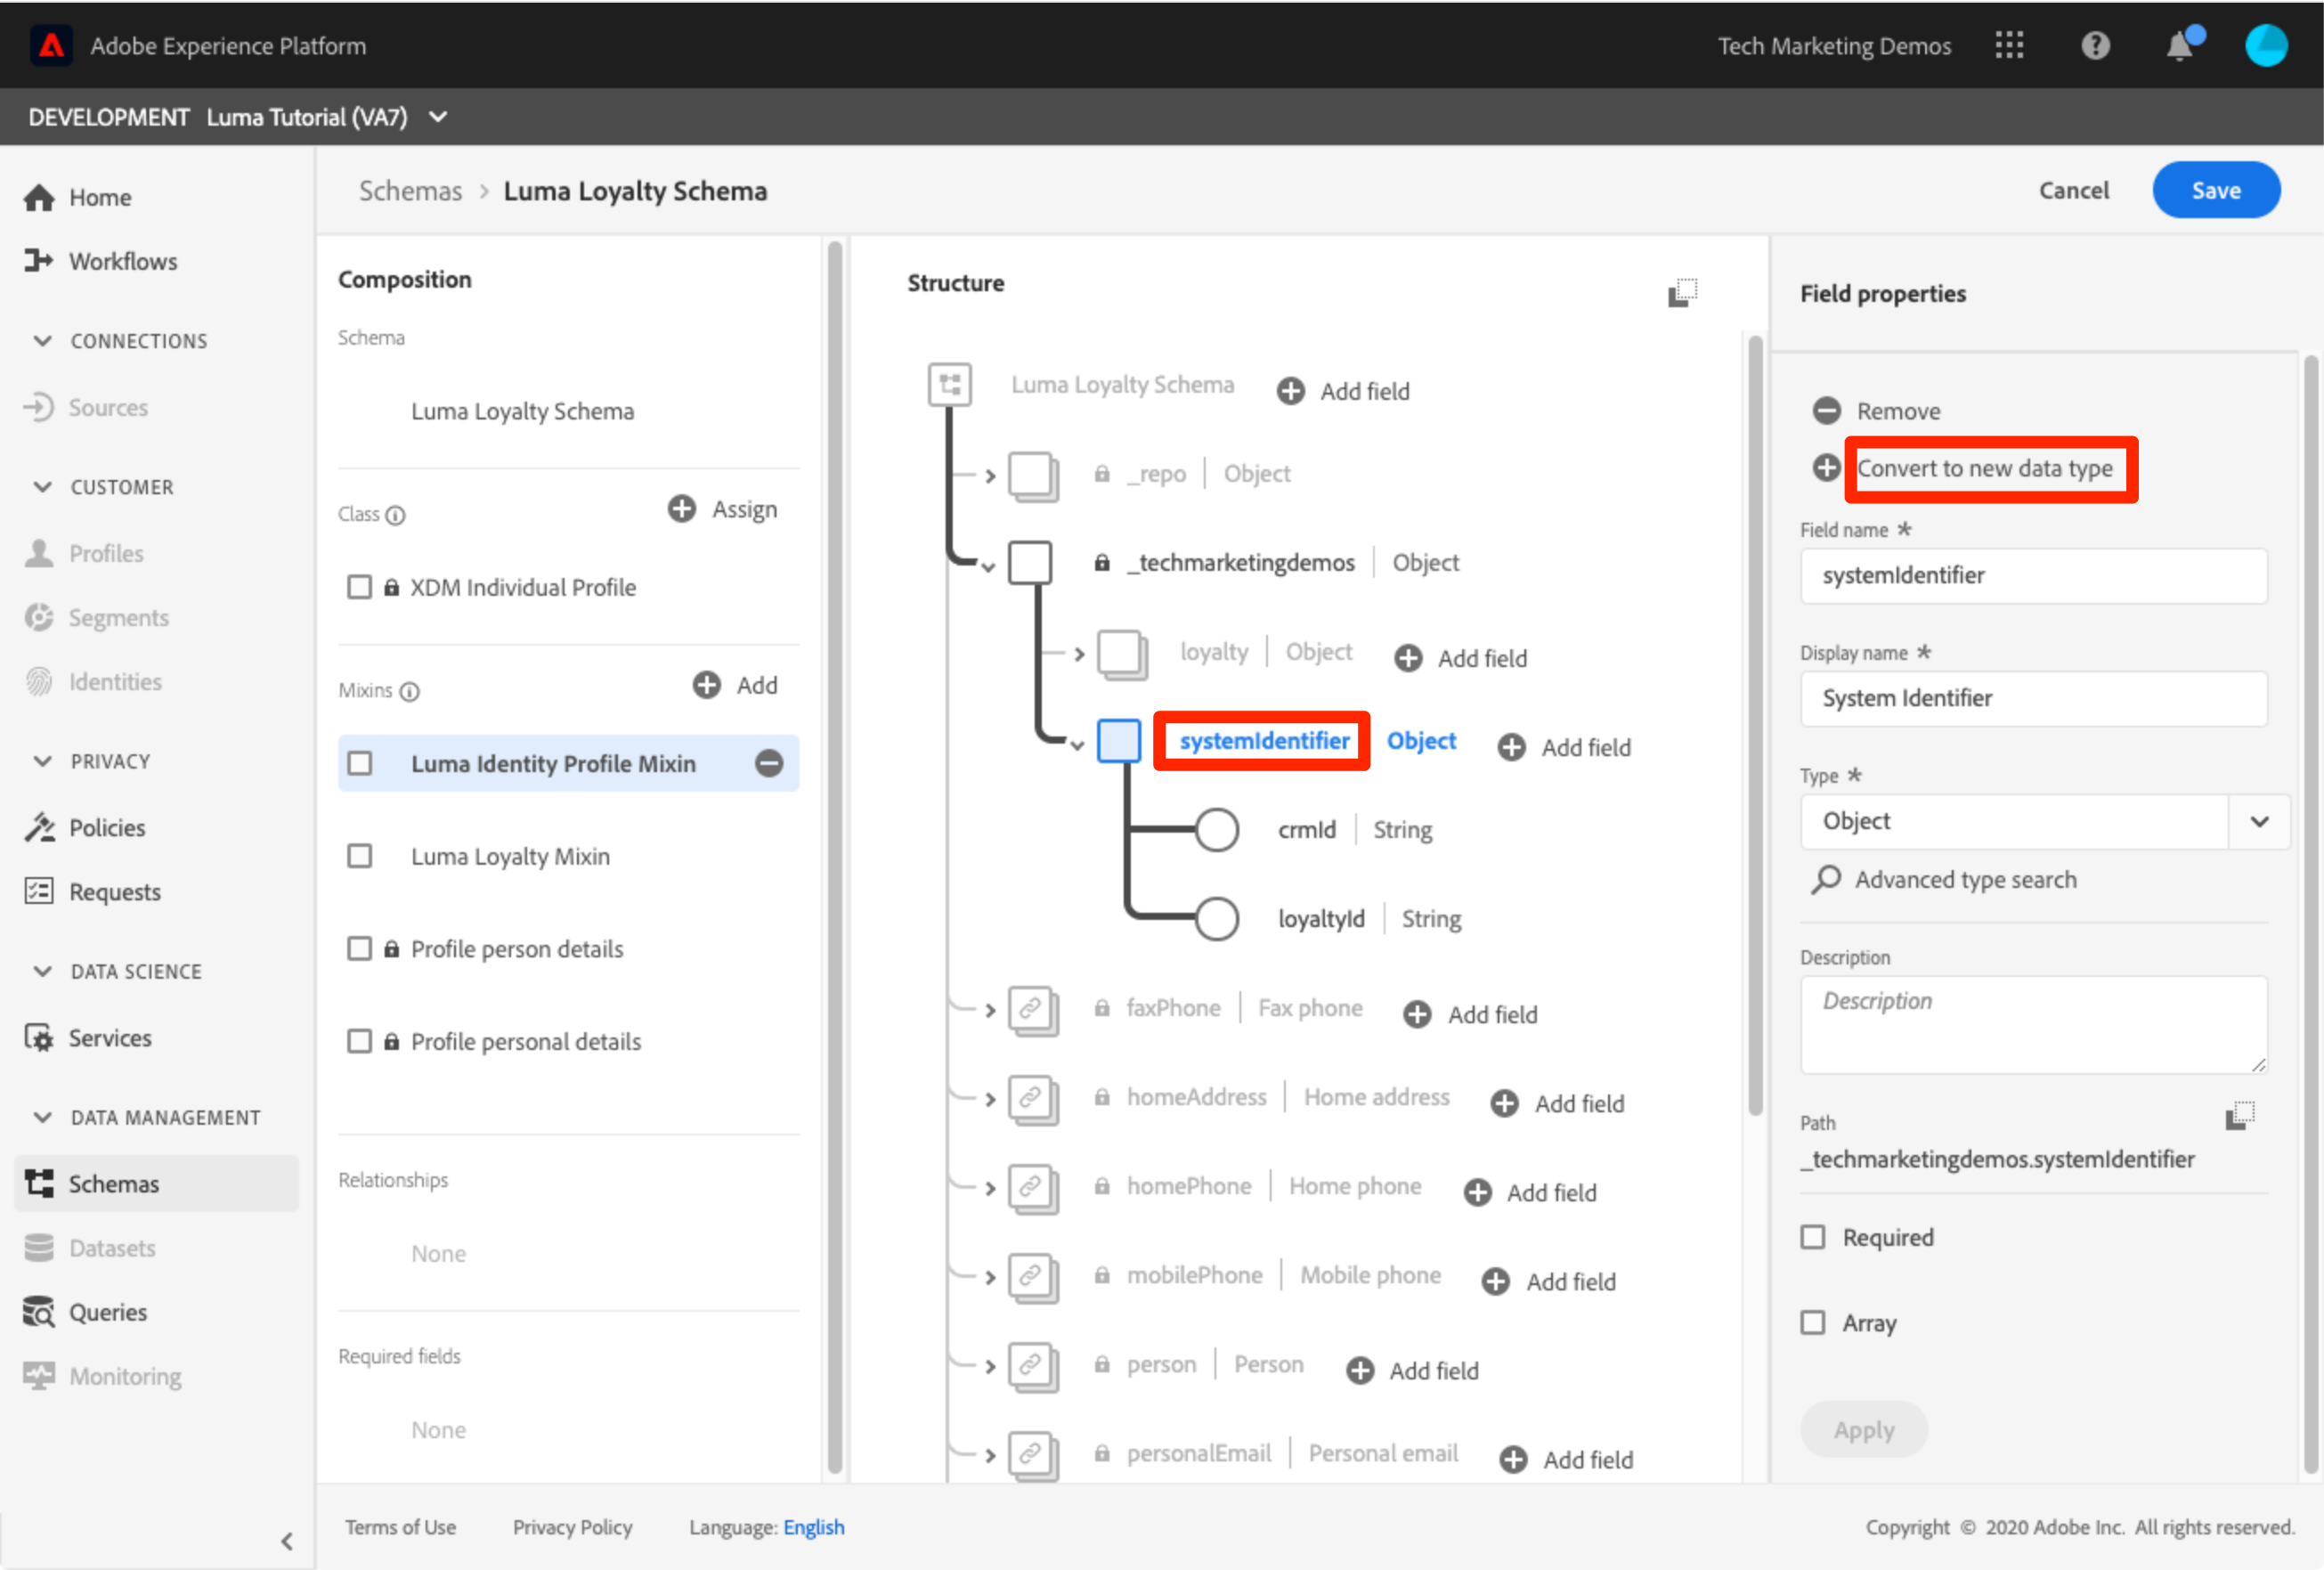 Adobe Experience Platform
Tech Marketing Demos
DEVELOPMENT Luma Tutorial (VA7)
Home
Workflows
CONNECTIONS
Sources
CUSTOMER
Profiles
Segments
Identities
PRIVACY
Policies
Requests
DATA SCIENCE
Services
DATA MANAGEMENT
Schemas
Datasets
Queries
Monitoring
Schemas > Luma Loyalty Schema
Cancel
Save
Composition
Schema
Luma Loyalty Schema
Class
Assign
XDM Individual Profile
Mixins
Add
Luma Identity Profile Mixin
Luma Loyalty Mixin
Profile person details
Profile personal details
Relationships
None
Required fields
None
Structure
Luma Loyalty Schema Add field
_repo | Object
_techmarketingdemos | Object
loyalty | Object Add field
systemIdentifier Object Add field
crmId | String
loyaltyId | String
faxPhone | Fax phone Add field
homeAddress | Home address Add field
homePhone | Home phone Add field
mobilePhone | Mobile phone Add field
person | Person Add field
personalEmail | Personal email Add field
Field properties
Remove
Convert to new data type
Field name *
systemIdentifier
Display name *
System Identifier
Type *
Object
Advanced type search
Description
Description
Path
_techmarketingdemos.systemIdentifier
Required
Array
Apply
Terms of Use Privacy Policy Language: English
Copyright © 2020 Adobe Inc. All rights reserved.